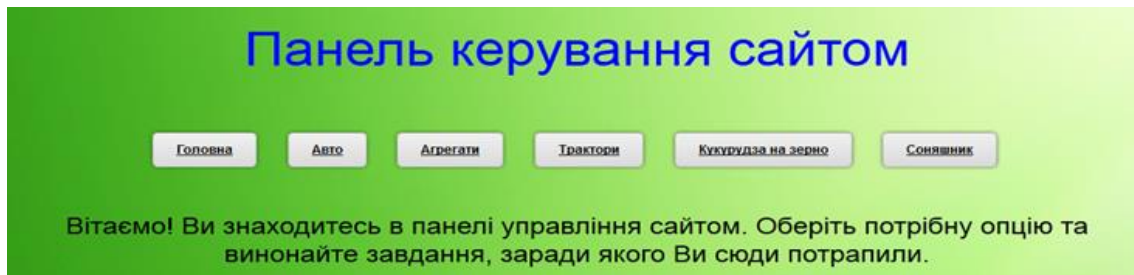 Панель керування сайтом
Головна Авто Агрегати Трактори Кукурудза на зерно Соняшник
Вітаємо! Ви знаходитесь в панелі управління сайтом. Оберіть потрібну опцію та
винонайте завдання, заради якого Ви сюди потрапили.